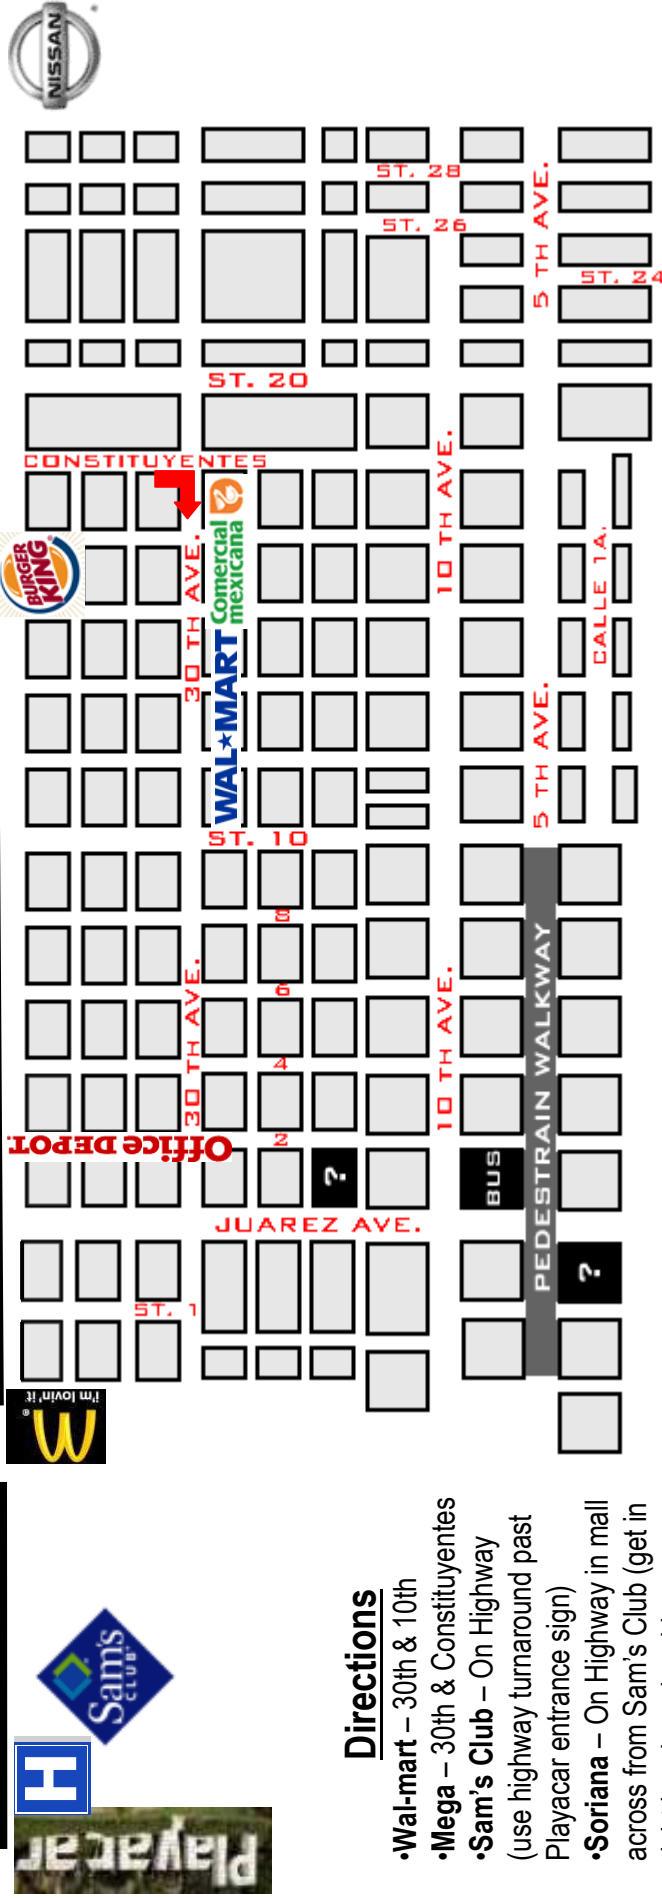 NISSAN
ST. 28
ST. 26
5 TH AVE.
ST. 24
ST. 20
CONSTITUYENTES
10 TH AVE.
BURGER
KING
30 TH AVE.
Comercial
mexicana
CALLE 1A.
WAL★MART
5 TH AVE.
ST. 10
8
6
4
2
30 TH AVE.
10 TH AVE.
PEDESTRAIN WALKWAY
Office DEPOT.
?
BUS
JUAREZ AVE.
?
ST. 1
i'm lovin' it
Sam's
CLUB
H
Playacar
Directions
•Wal-mart – 30th & 10th
•Mega – 30th & Constituyentes
•Sam's Club – On Highway
(use highway turnaround past
Playacar entrance sign)
•Soriana – On Highway in mall
across from Sam's Club (get in